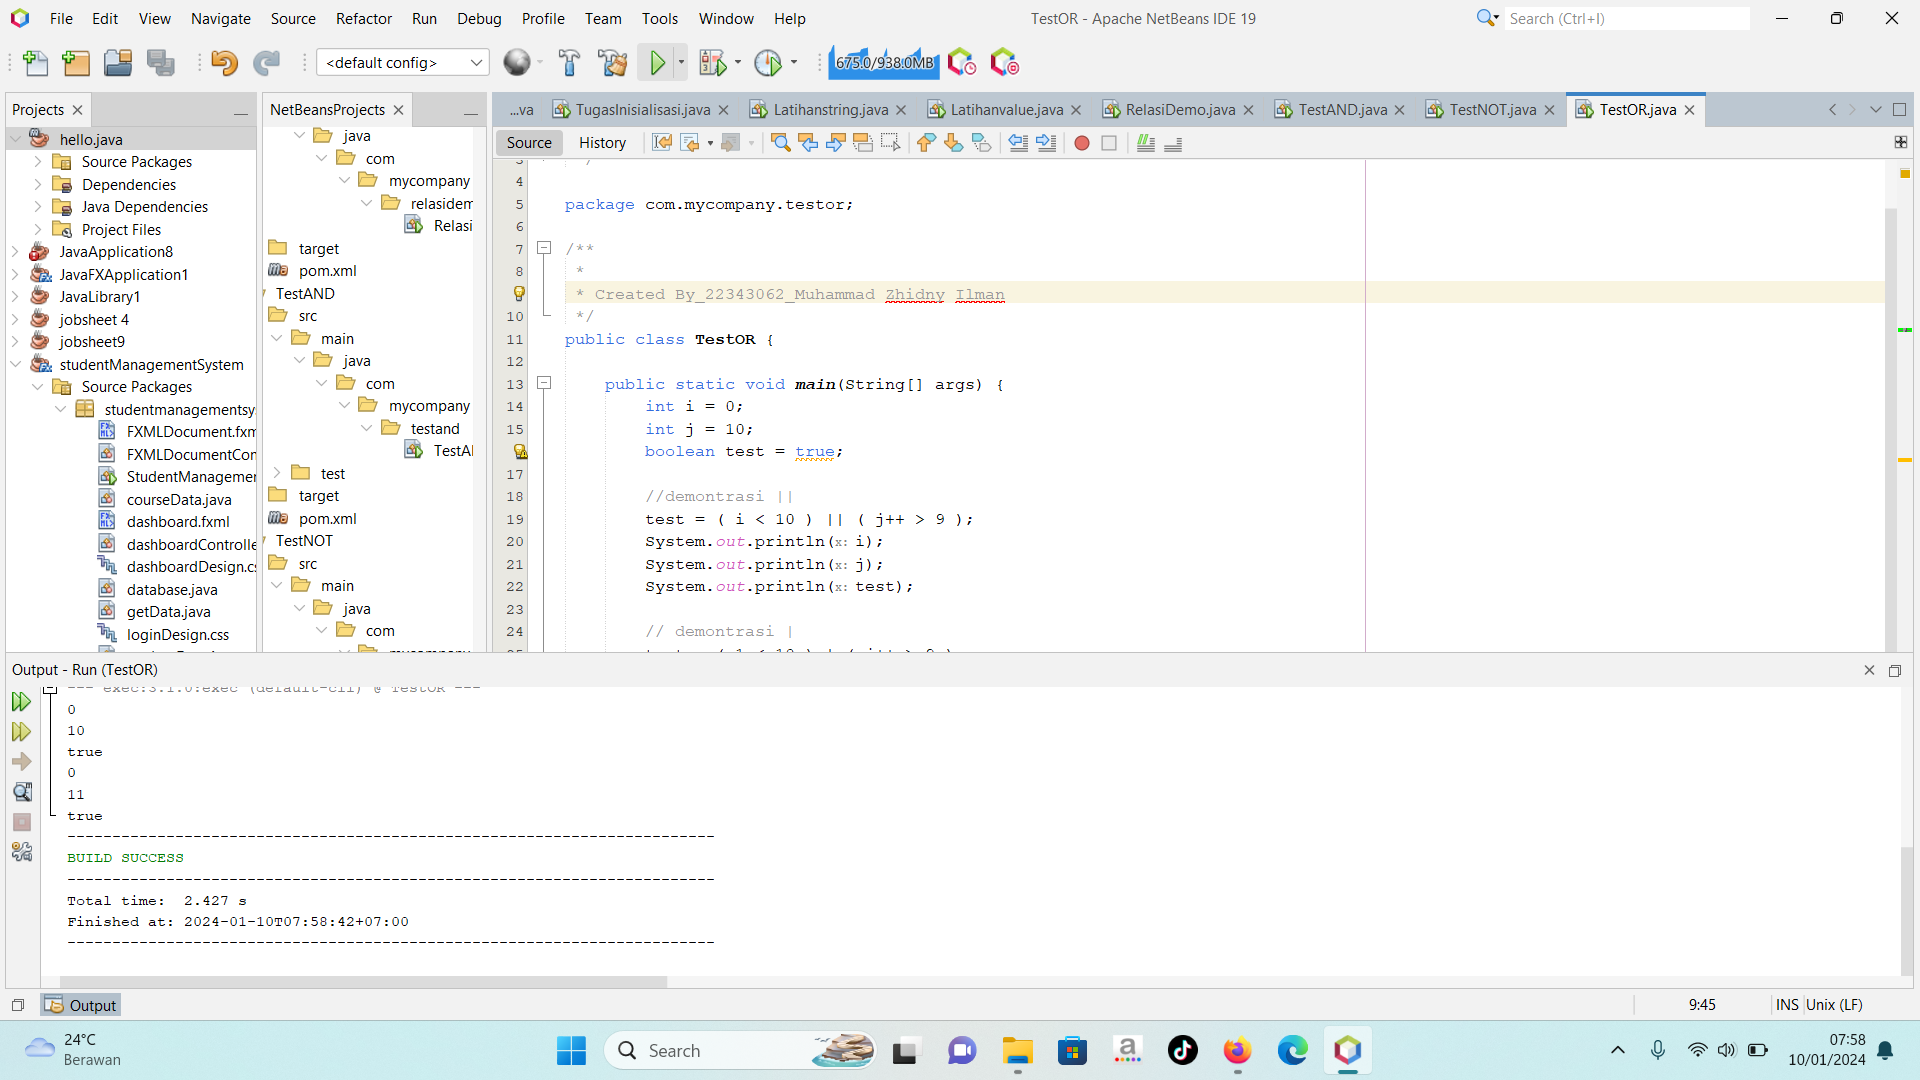 File Edit View Navigate Source Refactor Run Debug Profile Team Tools Window Help
TestOR - Apache NetBeans IDE 19
Search (Ctrl+I)
<default config>
675.0/938.0MB
Projects
hello.java
Source Packages
Dependencies
Java Dependencies
Project Files
JavaApplication8
JavaFXApplication1
JavaLibrary1
jobsheet 4
jobsheet9
studentManagementSystem
Source Packages
studentmanagementsy
FXMLDocument.fxm
FXMLDocumentCon
StudentManagemen
courseData.java
dashboard.fxml
dashboardControlle
dashboardDesign.cs
database.java
getData.java
loginDesign.css
NetBeansProjects
java
com
mycompany
relasidem
Relasi
target
pom.xml
TestAND
src
main
java
com
mycompany
testand
TestAI
test
target
pom.xml
TestNOT
src
main
java
com
...va TugasInisialisasi.java Latihanstring.java Latihanvalue.java RelasiDemo.java TestAND.java TestNOT.java TestOR.java
Source History
4
5 package com.mycompany.testor;
6
7 /**
8 *
* Created By_22343062_Muhammad Zhidny Ilman
10 */
11 public class TestOR {
12
13 public static void main(String[] args) {
14 int i = 0;
15 int j = 10;
boolean test = true;
17
18 //demontrasi ||
19 test = ( i < 10 ) || ( j++ > 9 );
20 System.out.println(x: i);
21 System.out.println(x: j);
22 System.out.println(x: test);
23
24 // demontrasi |
Output - Run (TestOR)
--- exec:3.1.0:exec (default-cli) @ TestOR ---
0
10
true
0
11
true
------------------------------------------------------------------------
BUILD SUCCESS
------------------------------------------------------------------------
Total time: 2.427 s
Finished at: 2024-01-10T07:58:42+07:00
------------------------------------------------------------------------
Output
9:45 INS Unix (LF)
24°C
Berawan
Search
07:58
10/01/2024